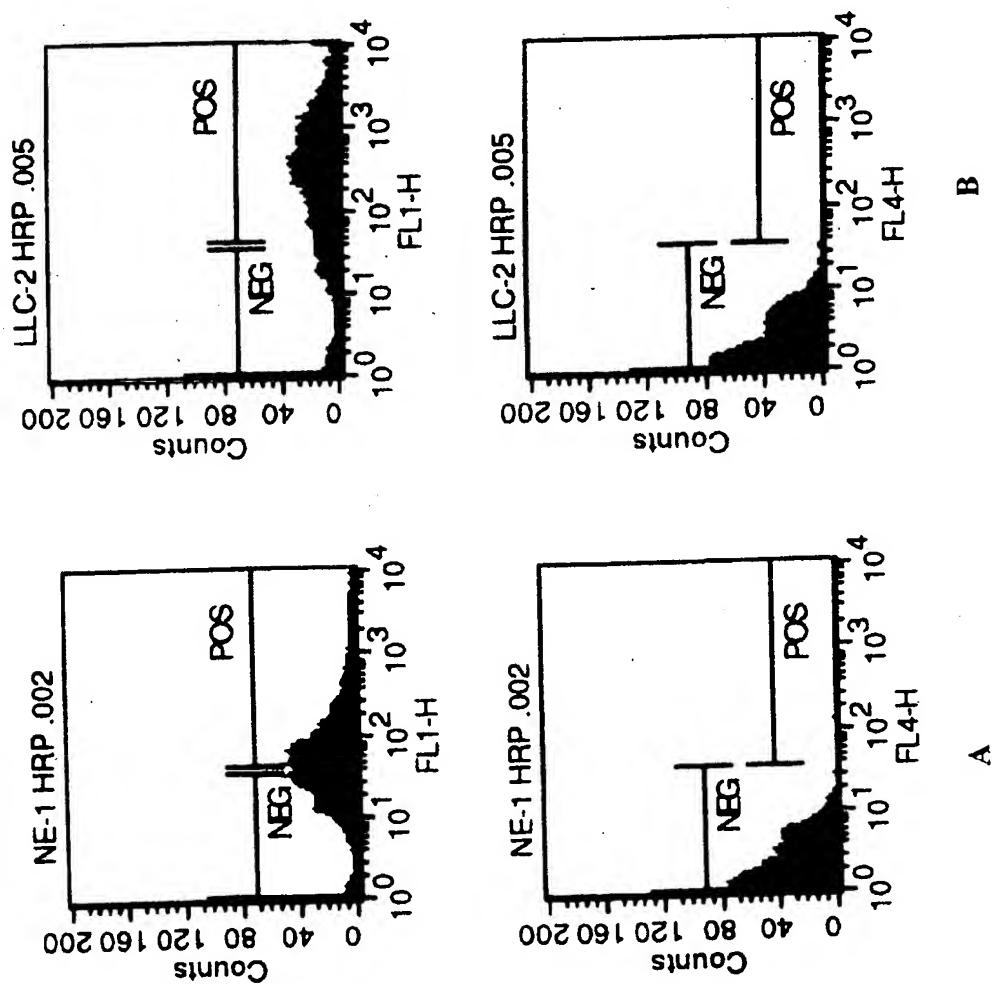 NE-1 HRP .002
Counts
200 160 120 80 40 0
NEG
POS
10^0 10^1 10^2 10^3 10^4
FL1-H
LLC-2 HRP .005
Counts
200 160 120 80 40 0
NEG
POS
10^0 10^1 10^2 10^3 10^4
FL1-H
NE-1 HRP .002
Counts
200 160 120 80 40 0
NEG
POS
10^0 10^1 10^2 10^3 10^4
FL4-H
A
LLC-2 HRP .005
Counts
200 160 120 80 40 0
NEG
POS
10^0 10^1 10^2 10^3 10^4
FL4-H
B